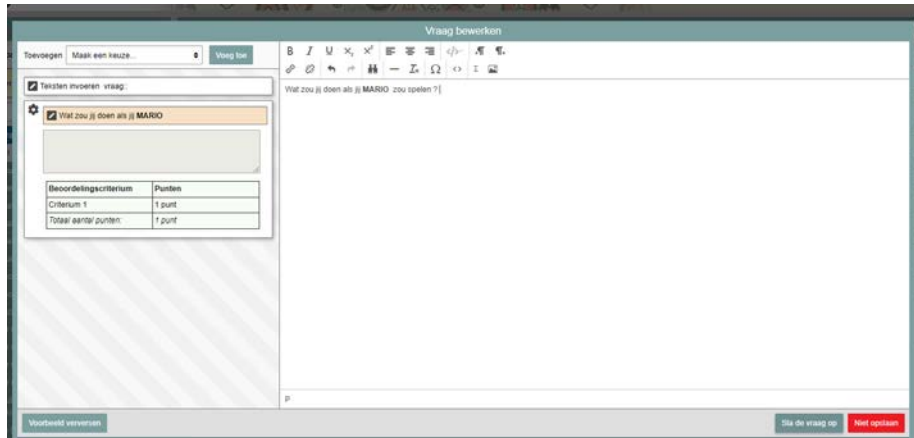 Vraag bewerken
Toevoegen Maak een keuze... Voeg toe
Teksten invoeren vraag:
Wat zou jij doen als jij MARIO
Beoordelingscriterium Punten
Criterium 1 1 punt
Totaal aantal punten: 1 punt
Wat zou jij doen als jij MARIO zou spelen ?
p
Voorbeeld verversen
Sla de vraag op Niet opslaan